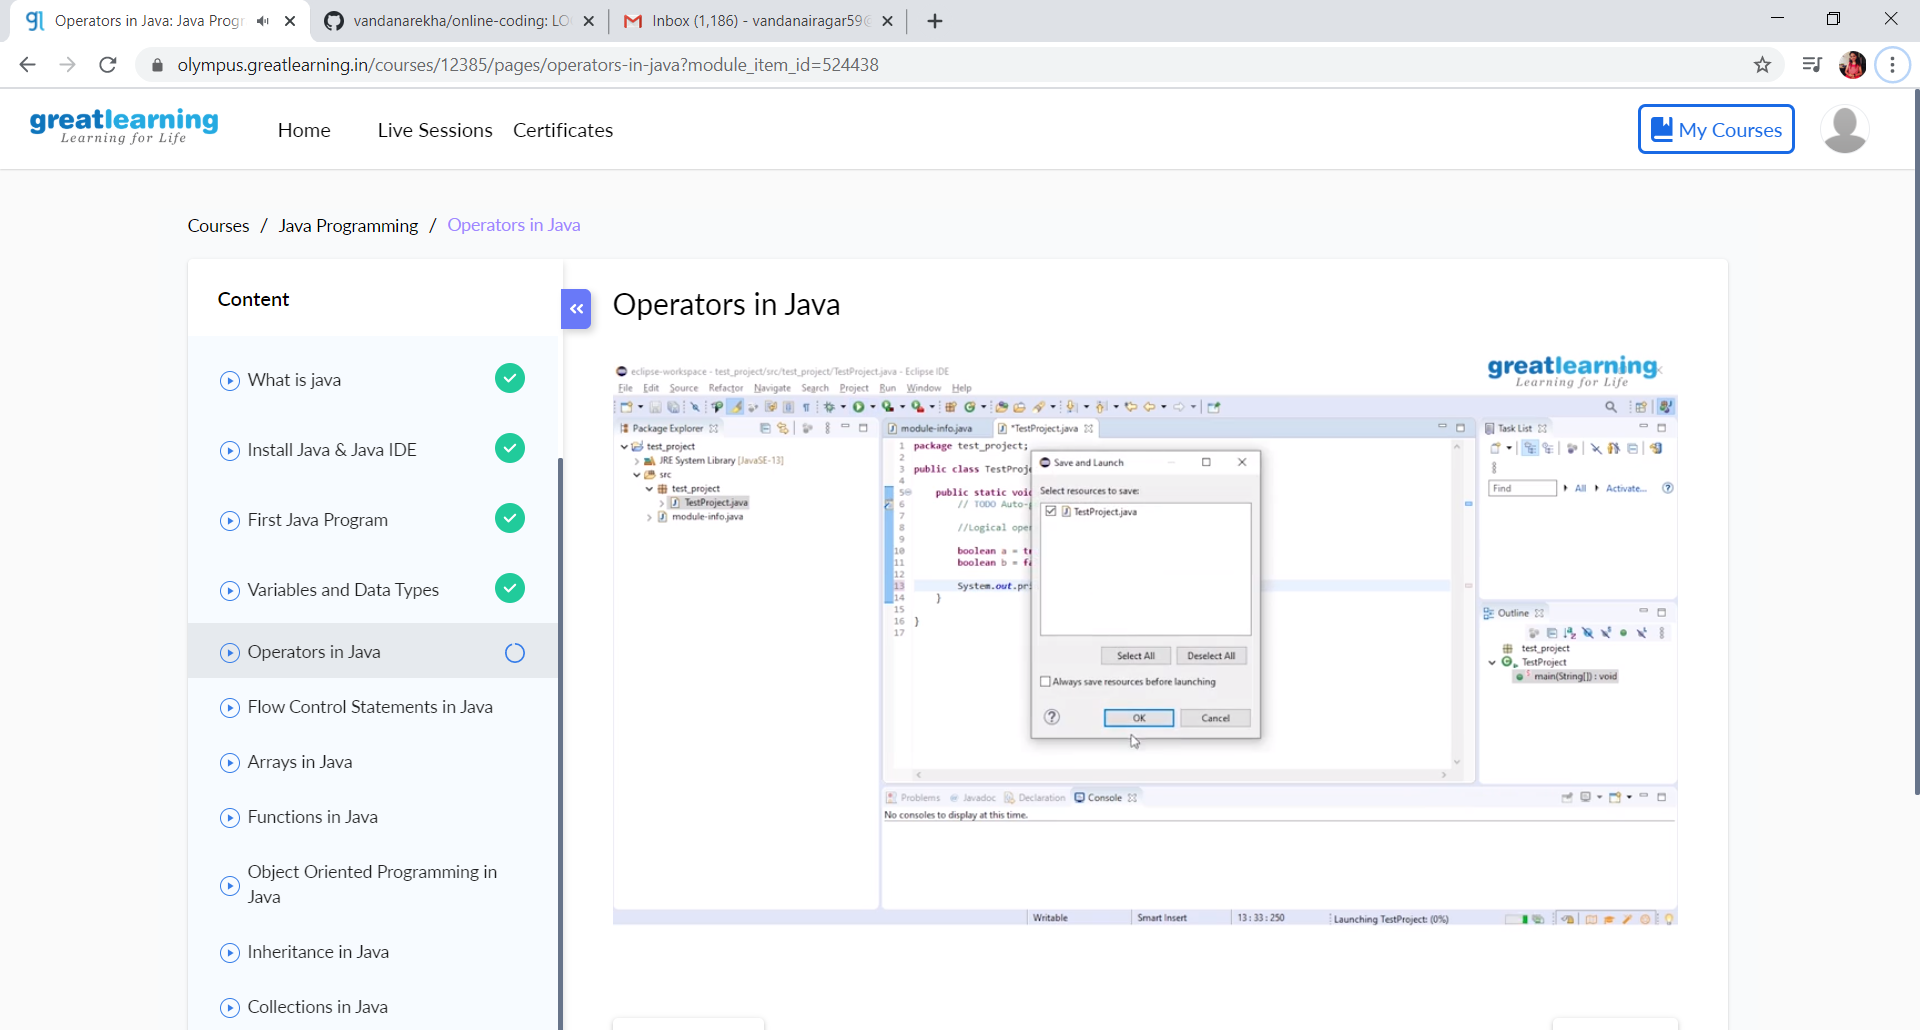 Operators in Java: Java Progr
vandanarekha/online-coding: LO
Inbox (1,186) - vandanairagar59
olympus.greatlearning.in/courses/12385/pages/operators-in-java?module_item_id=524438
greatlearning
Learning for Life
Home
Live Sessions
Certificates
My Courses
Courses / Java Programming / Operators in Java
Content
What is java
Install Java & Java IDE
First Java Program
Variables and Data Types
Operators in Java
Flow Control Statements in Java
Arrays in Java
Functions in Java
Object Oriented Programming in
Java
Inheritance in Java
Collections in Java
Operators in Java
greatlearning
Learning for Life
eclipse-workspace - test_project/src/test_project/TestProject.java - Eclipse IDE
File Edit Source Refactor Navigate Search Project Run Window Help
Package Explorer
test_project
JRE System Library [JavaSE-13]
src
test_project
TestProject.java
module-info.java
module-info.java
*TestProject.java
1 package test_project;
2
3 public class TestProje
4
5 public static void
6 // TODO Auto-
7
8 //Logical oper
9
10 boolean a = tr
11 boolean b = fa
12
13 System.out.pri
14 }
15
16 }
17
Save and Launch
Select resources to save:
TestProject.java
Select All
Deselect All
Always save resources before launching
OK
Cancel
Task List
Find
All
Activate...
Outline
test_project
TestProject
main(String[]) : void
Problems
Javadoc
Declaration
Console
No consoles to display at this time.
Writable
Smart Insert
13 : 33 : 250
Launching TestProject: (0%)